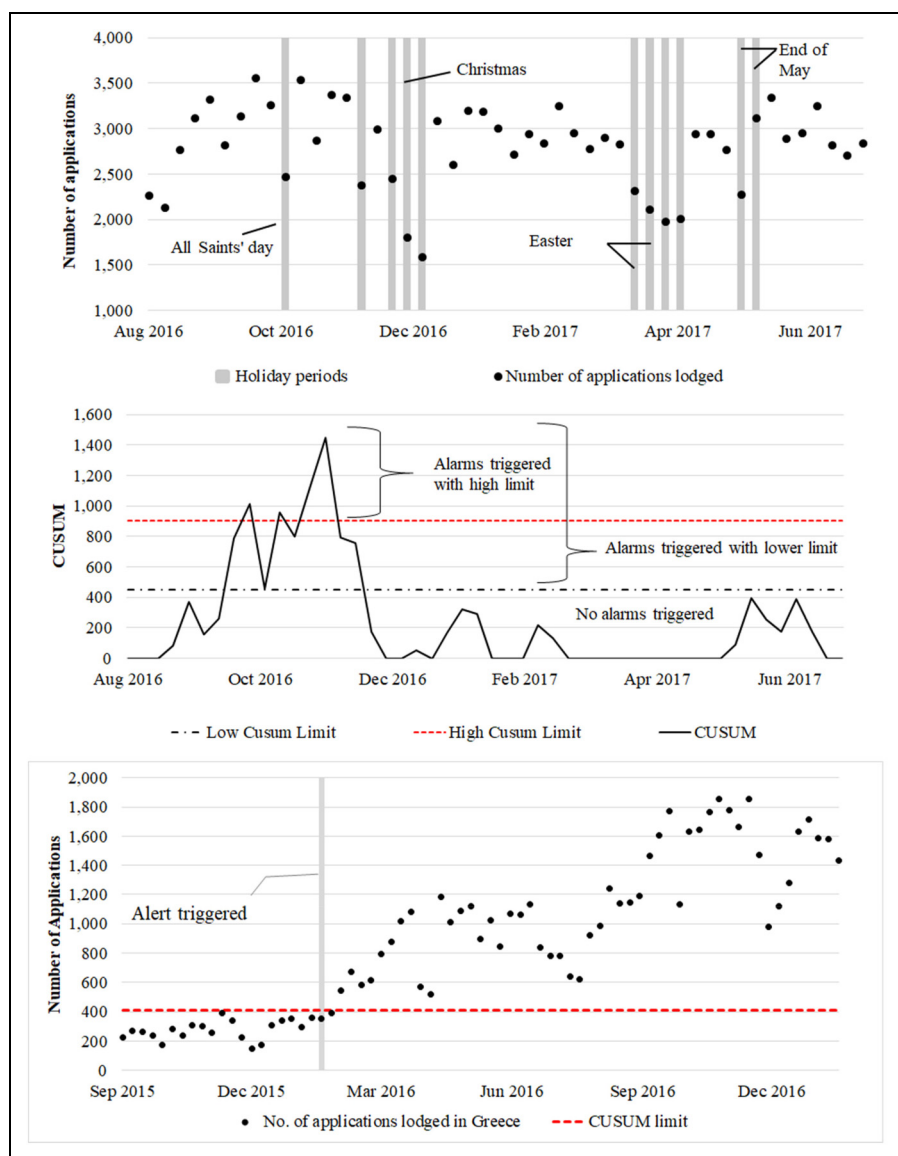 4,000
3,500
3,000
2,500
2,000
1,500
1,000
Number of applications
Christmas
End of
May
All Saints' day
Easter
Aug 2016 Oct 2016 Dec 2016 Feb 2017 Apr 2017 Jun 2017
Holiday periods Number of applications lodged
1,600
1,400
1,200
1,000
800
600
400
200
0
CUSUM
Alarms triggered
with high limit
Alarms triggered with lower limit
No alarms triggered
Aug 2016 Oct 2016 Dec 2016 Feb 2017 Apr 2017 Jun 2017
Low Cusum Limit High Cusum Limit CUSUM
2,000
1,800
1,600
1,400
1,200
1,000
800
600
400
200
0
Number of Applications
Alert triggered
Sep 2015 Dec 2015 Mar 2016 Jun 2016 Sep 2016 Dec 2016
No. of applications lodged in Greece CUSUM limit